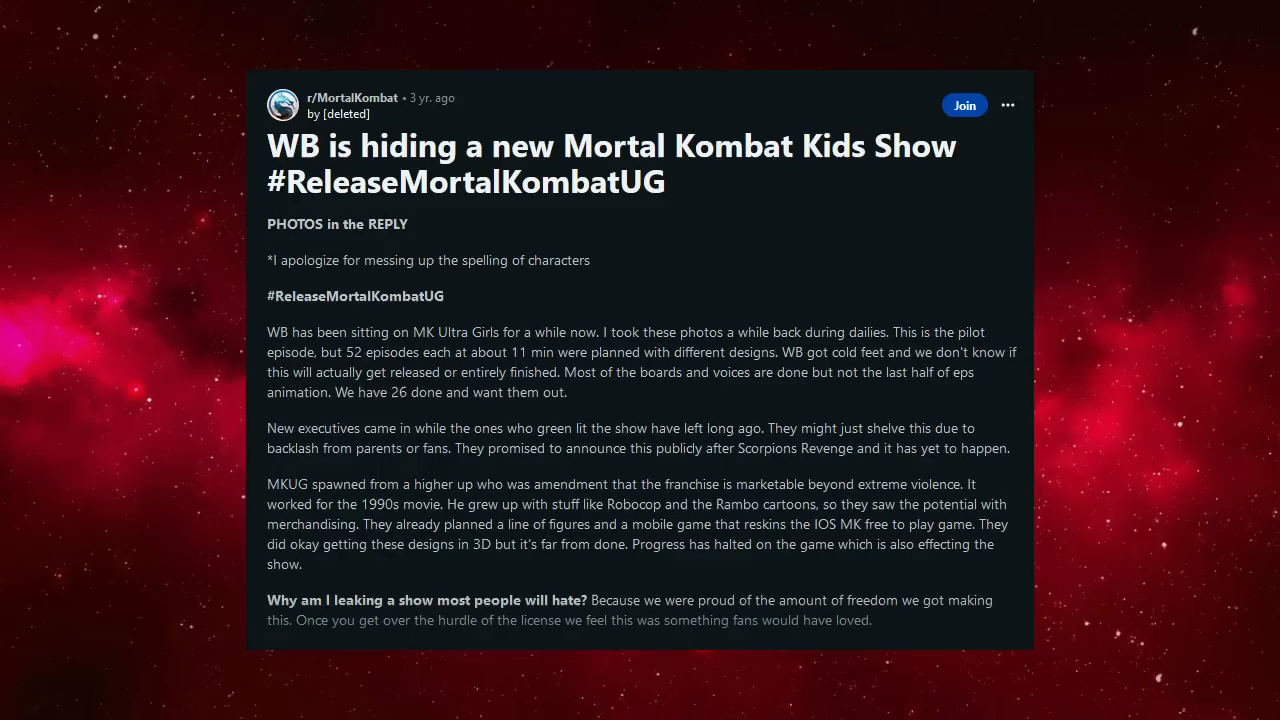 r/MortalKombat • 3 yr. ago
by [deleted]
Join
WB is hiding a new Mortal Kombat Kids Show
#ReleaseMortalKombatUG
PHOTOS in the REPLY
*I apologize for messing up the spelling of characters
#ReleaseMortalKombatUG
WB has been sitting on MK Ultra Girls for a while now. I took these photos a while back during dailies. This is the pilot
episode, but 52 episodes each at about 11 min were planned with different designs. WB got cold feet and we don't know if
this will actually get released or entirely finished. Most of the boards and voices are done but not the last half of eps
animation. We have 26 done and want them out.
New executives came in while the ones who green lit the show have left long ago. They might just shelve this due to
backlash from parents or fans. They promised to announce this publicly after Scorpions Revenge and it has yet to happen.
MKUG spawned from a higher up who was amendment that the franchise is marketable beyond extreme violence. It
worked for the 1990s movie. He grew up with stuff like Robocop and the Rambo cartoons, so they saw the potential with
merchandising. They already planned a line of figures and a mobile game that reskins the IOS MK free to play game. They
did okay getting these designs in 3D but it's far from done. Progress has halted on the game which is also effecting the
show.
Why am I leaking a show most people will hate? Because we were proud of the amount of freedom we got making
this. Once you get over the hurdle of the license we feel this was something fans would have loved.